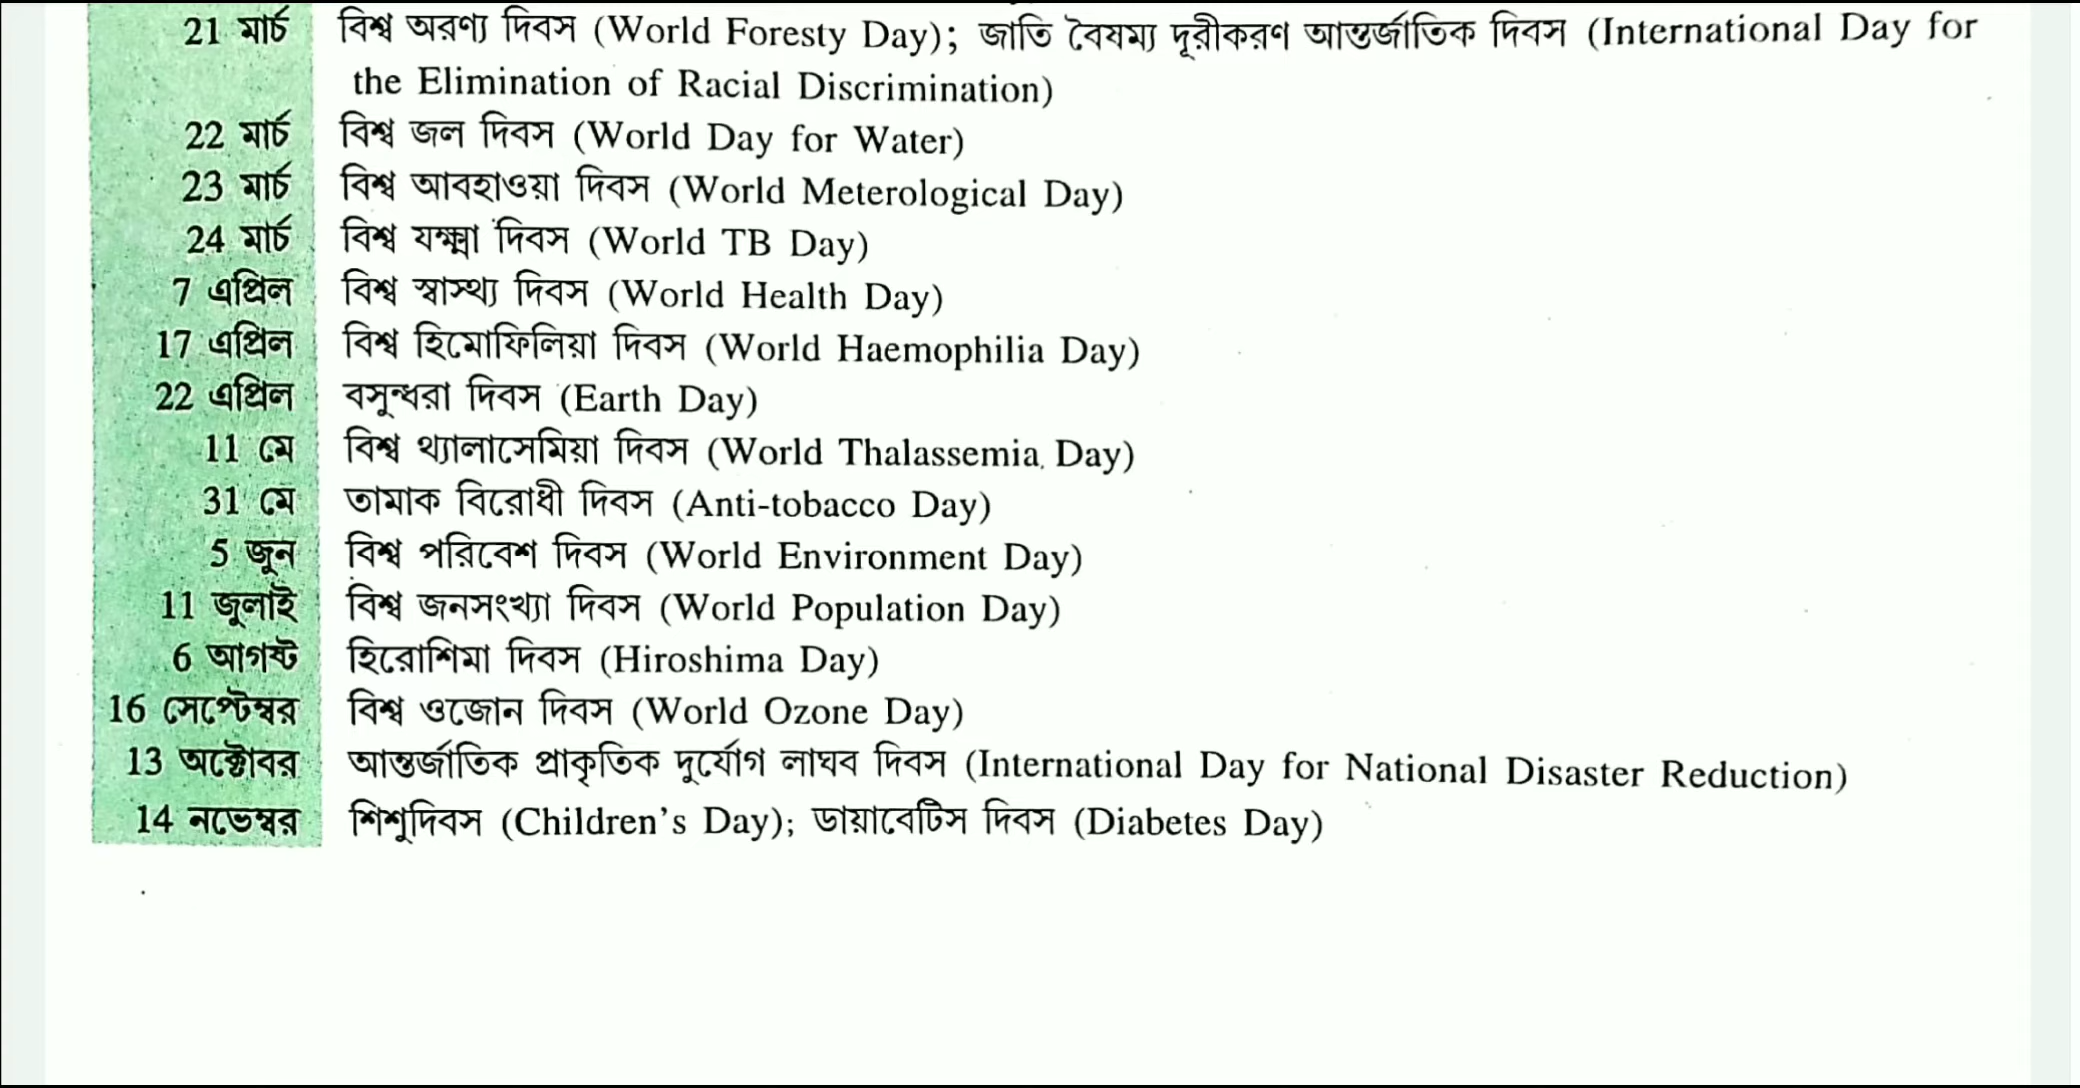 21 मার্চ বিশ্ব অরণ্য দিবস (World Foresty Day); জাতি বৈষম্য দূরীকরণ আন্তর্জাতিক দিবস (International Day for
the Elimination of Racial Discrimination)
22 মার্চ বিশ্ব জল দিবস (World Day for Water)
23 মার্চ বিশ্ব আবহাওয়া দিবস (World Meterological Day)
24 মার্চ বিশ্ব যক্ষ্মা দিবস (World TB Day)
7 এপ্রিল বিশ্ব স্বাস্থ্য দিবস (World Health Day)
17 এপ্রিল বিশ্ব হিমোফিলিয়া দিবস (World Haemophilia Day)
22 এপ্রিল বসুন্ধরা দিবস (Earth Day)
11 মে বিশ্ব থ্যালাসেমিয়া দিবস (World Thalassemia Day)
31 মে তামাক বিরোধী দিবস (Anti-tobacco Day)
5 জুন বিশ্ব পরিবেশ দিবস (World Environment Day)
11 জুলাই বিশ্ব জনসংখ্যা দিবস (World Population Day)
6 আগষ্ট হিরোশিমা দিবস (Hiroshima Day)
16 সেপ্টেম্বর বিশ্ব ওজোন দিবস (World Ozone Day)
13 অক্টোবর আন্তর্জাতিক প্রাকৃতিক দুর্যোগ লাঘব দিবস (International Day for National Disaster Reduction)
14 নভেম্বর শিশুদিবস (Children's Day); ডায়াবেটিস দিবস (Diabetes Day)